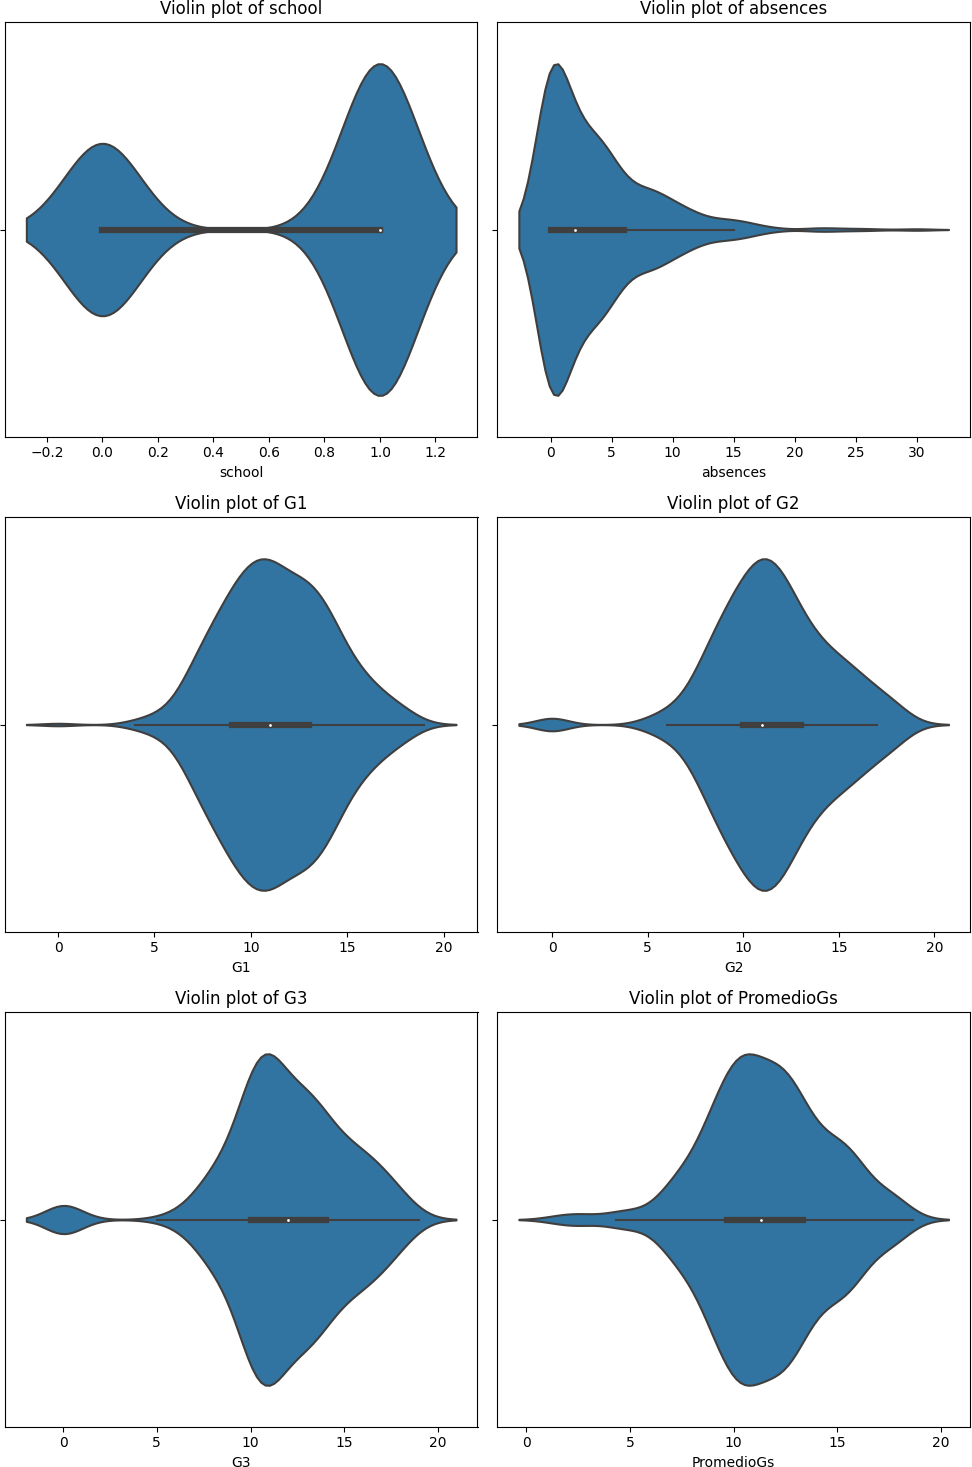 Violin plot of school
−0.2 0.0 0.2 0.4 0.6 0.8 1.0 1.2
school
Violin plot of absences
0 5 10 15 20 25 30
absences
Violin plot of G1
0 5 10 15 20
G1
Violin plot of G2
0 5 10 15 20
G2
Violin plot of G3
0 5 10 15 20
G3
Violin plot of PromedioGs
0 5 10 15 20
PromedioGs